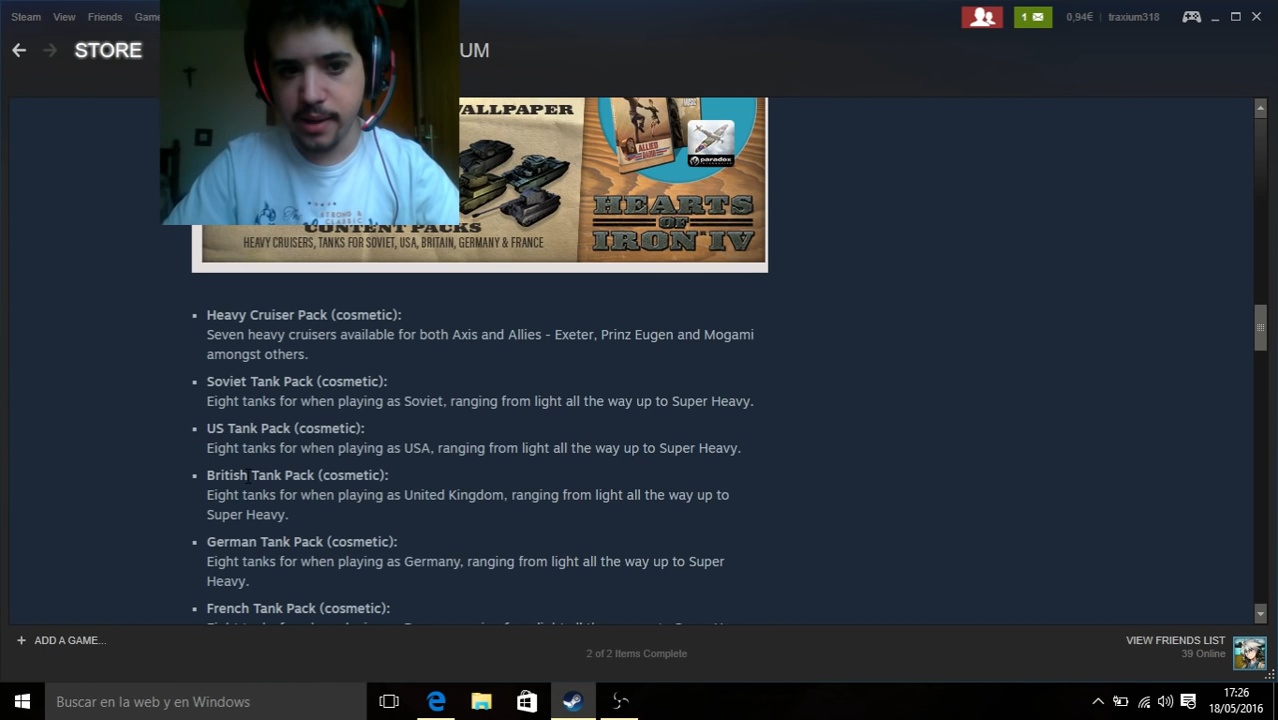 Steam View Friends Game
1 0,94€ traxium318
STORE UM
WALLPAPER
ALLIED
paradox
HEARTS
OF
IRON IV
CONTENT PACKS
HEAVY CRUISERS, TANKS FOR SOVIET, USA, BRITAIN, GERMANY & FRANCE
STRONG &
CLASSIC
Heavy Cruiser Pack (cosmetic):
Seven heavy cruisers available for both Axis and Allies - Exeter, Prinz Eugen and Mogami
amongst others.
Soviet Tank Pack (cosmetic):
Eight tanks for when playing as Soviet, ranging from light all the way up to Super Heavy.
US Tank Pack (cosmetic):
Eight tanks for when playing as USA, ranging from light all the way up to Super Heavy.
British Tank Pack (cosmetic):
Eight tanks for when playing as United Kingdom, ranging from light all the way up to
Super Heavy.
German Tank Pack (cosmetic):
Eight tanks for when playing as Germany, ranging from light all the way up to Super
Heavy.
French Tank Pack (cosmetic):
+ ADD A GAME...
2 of 2 Items Complete
VIEW FRIENDS LIST
39 Online
Buscar en la web y en Windows
17:26
18/05/2016